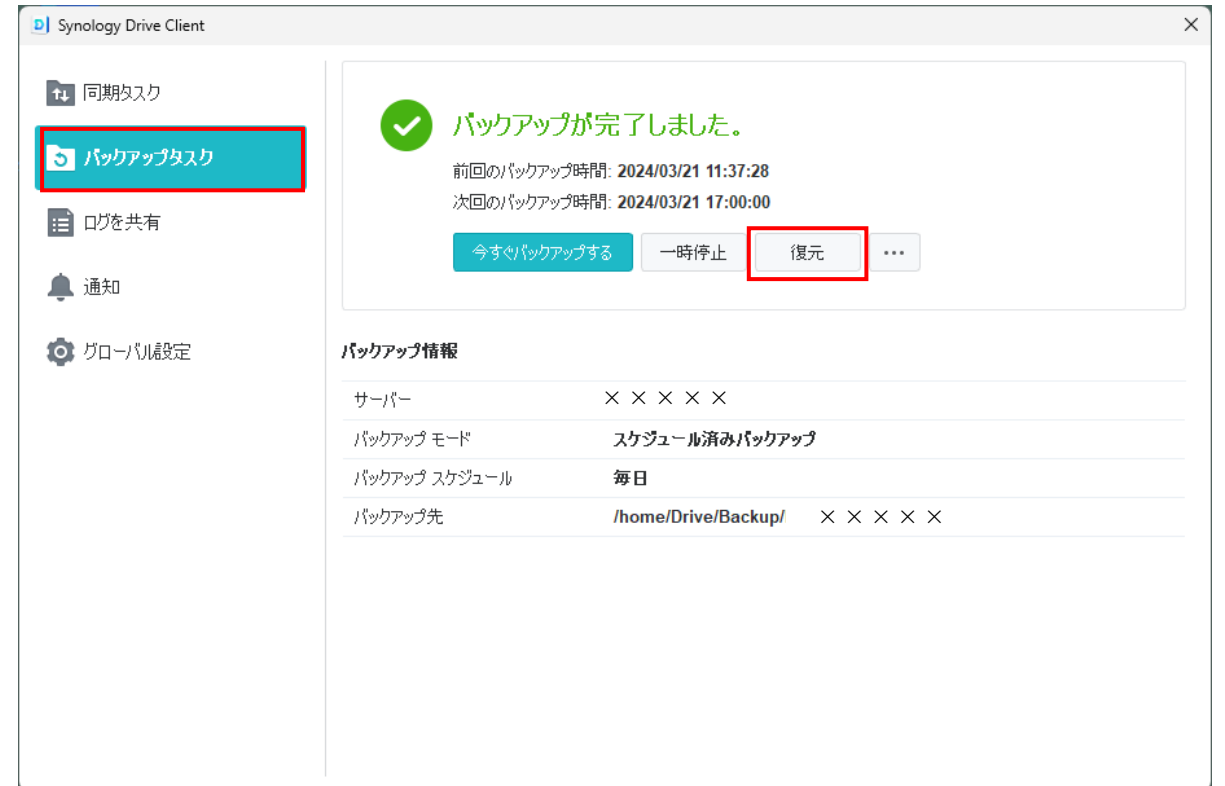 Synology Drive Client
同期タスク
バックアップタスク
ログを共有
通知
グローバル設定
バックアップが完了しました。
前回のバックアップ時間: 2024/03/21 11:37:28
次回のバックアップ時間: 2024/03/21 17:00:00
今すぐバックアップする 一時停止 復元 ...
バックアップ情報
サーバー ×××××
バックアップ モード スケジュール済みバックアップ
バックアップ スケジュール 毎日
バックアップ先 /home/Drive/Backup/ ×××××